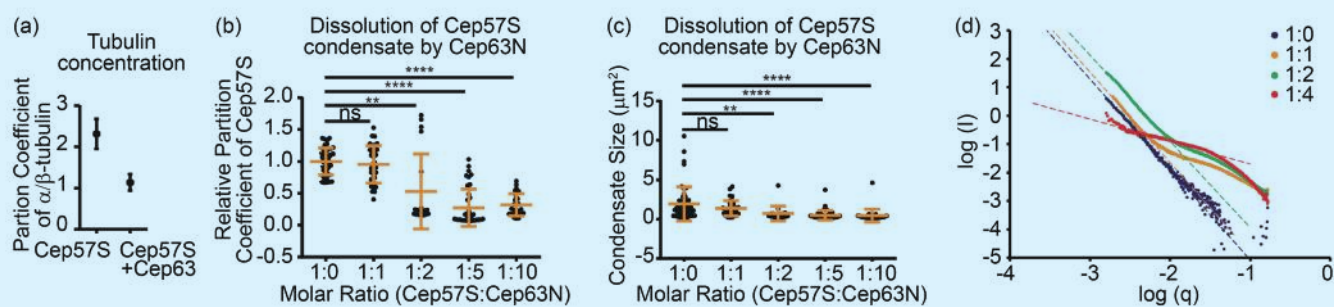 (a)
Tubulin
concentration
Partion Coefficient
of α/β-tubulin
3
2
1
0
Cep57S
Cep57S
+Cep63
(b)
Dissolution of Cep57S
condensate by Cep63N
Relative Partition
Coefficient of Cep57S
****
****
**
ns
2.0
1.5
1.0
0.5
0.0
-0.5
1:0 1:1 1:2 1:5 1:10
Molar Ratio (Cep57S:Cep63N)
(c)
Dissolution of Cep57S
condensate by Cep63N
Condensate Size (μm²)
****
****
**
ns
15
10
5
0
-5
1:0 1:1 1:2 1:5 1:10
Molar Ratio (Cep57S:Cep63N)
(d)
log (I)
3
2
1
0
-1
-2
-3
-4
-5
-4 -3 -2 -1 0
log (q)
1:0
1:1
1:2
1:4